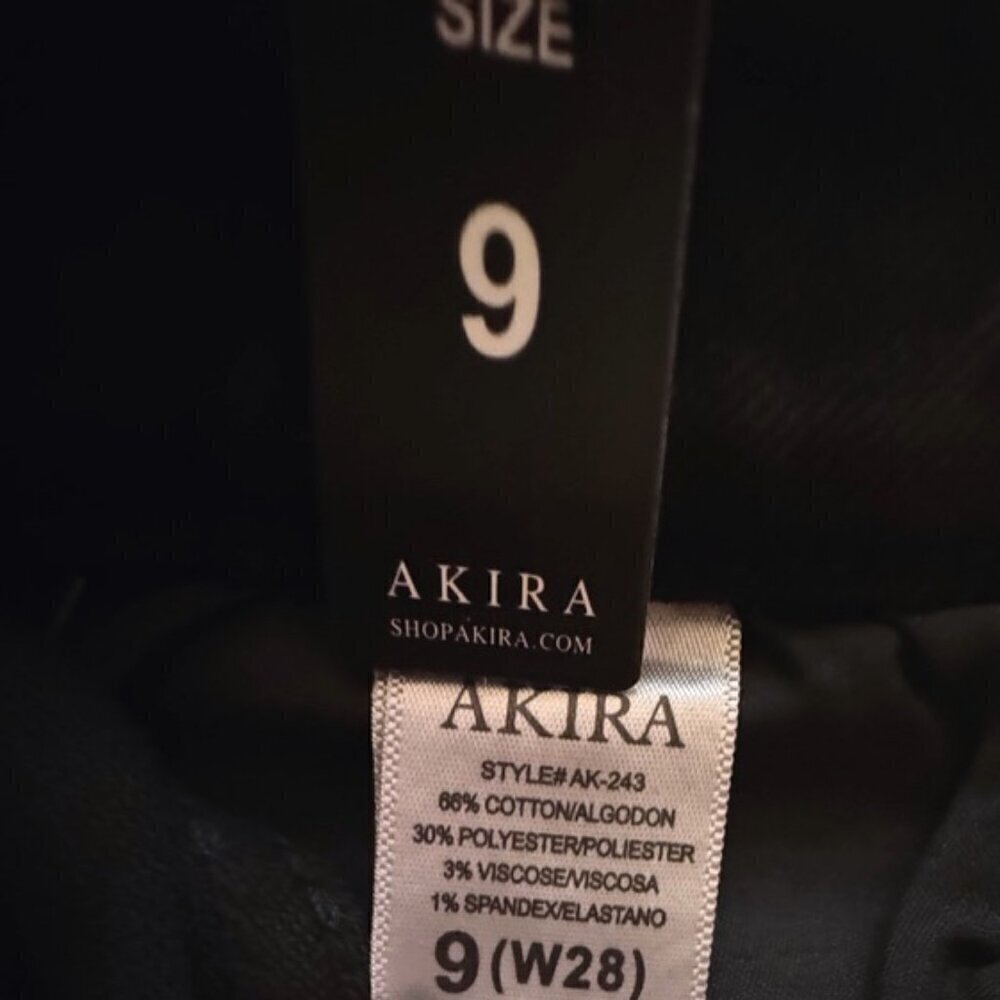 SIZE
9
AKIRA
SHOPAKIRA.COM
AKIRA
STYLE# AK-243
66% COTTON/ALGODON
30% POLYESTER/POLIESTER
3% VISCOSE/VISCOSA
1% SPANDEX/ELASTANO
9 (W28)